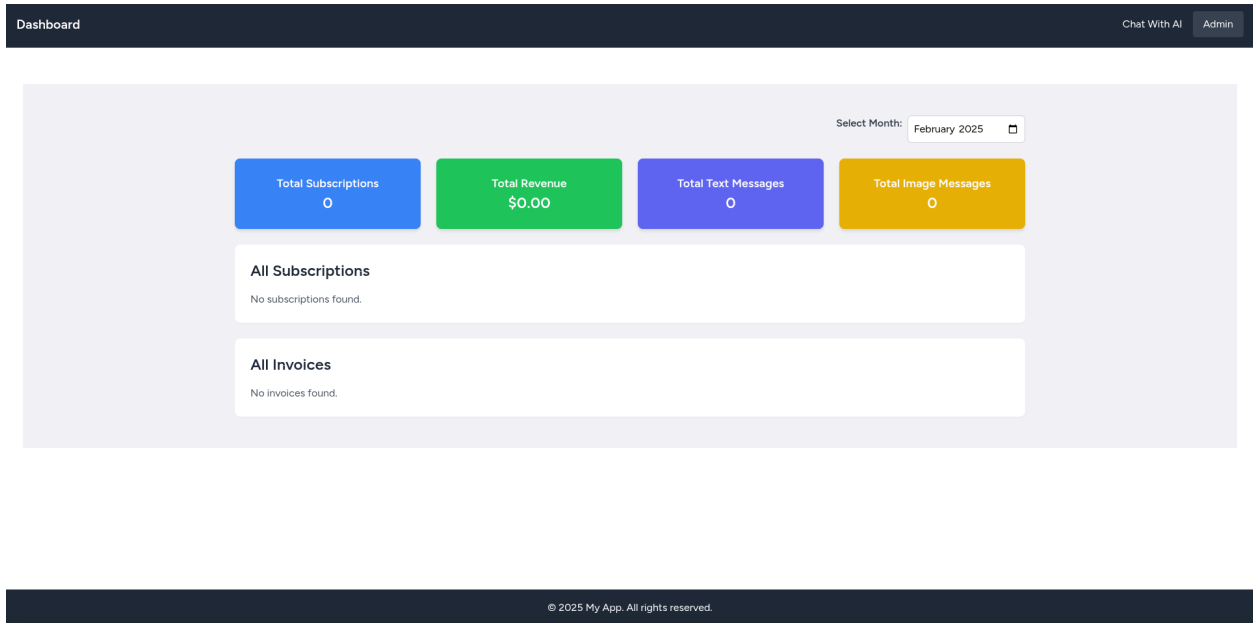 Dashboard
Chat With AI
Admin
Select Month:
February 2025
Total Subscriptions
0
Total Revenue
$0.00
Total Text Messages
0
Total Image Messages
0
All Subscriptions
No subscriptions found.
All Invoices
No invoices found.
© 2025 My App. All rights reserved.